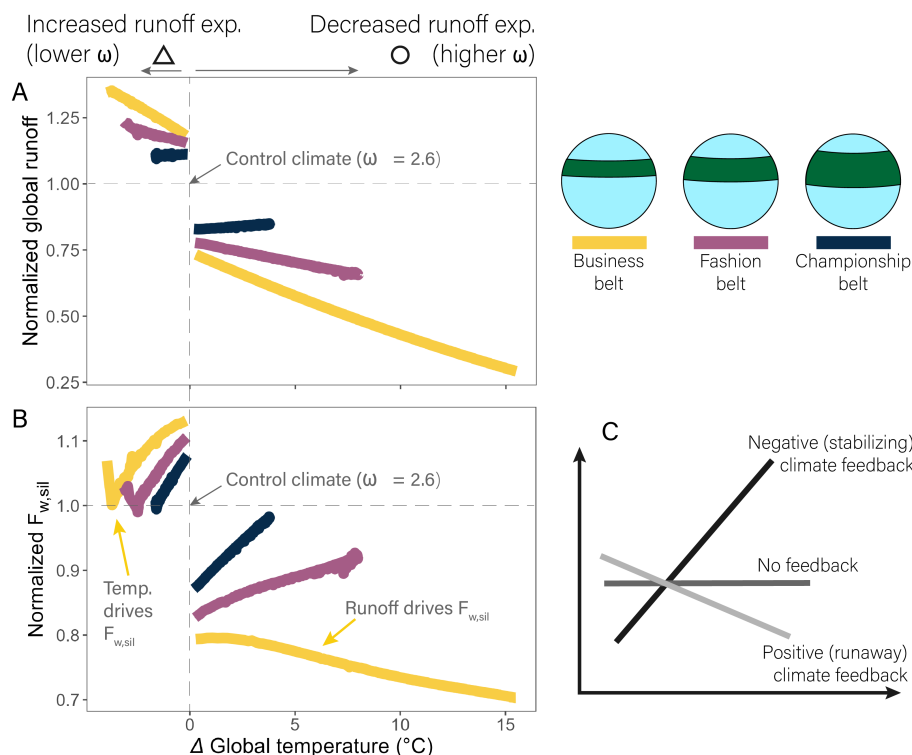 Increased runoff exp.
(lower ω)
Decreased runoff exp.
(higher ω)
A
Normalized global runoff
1.25
1.00
0.75
0.50
0.25
Control climate (ω = 2.6)
Business
belt
Fashion
belt
Championship
belt
B
Normalized F_w,sil
1.1
1.0
0.9
0.8
0.7
Control climate (ω = 2.6)
Temp.
drives
F_w,sil
Runoff drives F_w,sil
0
5
10
15
Δ Global temperature (°C)
C
Negative (stabilizing)
climate feedback
No feedback
Positive (runaway)
climate feedback